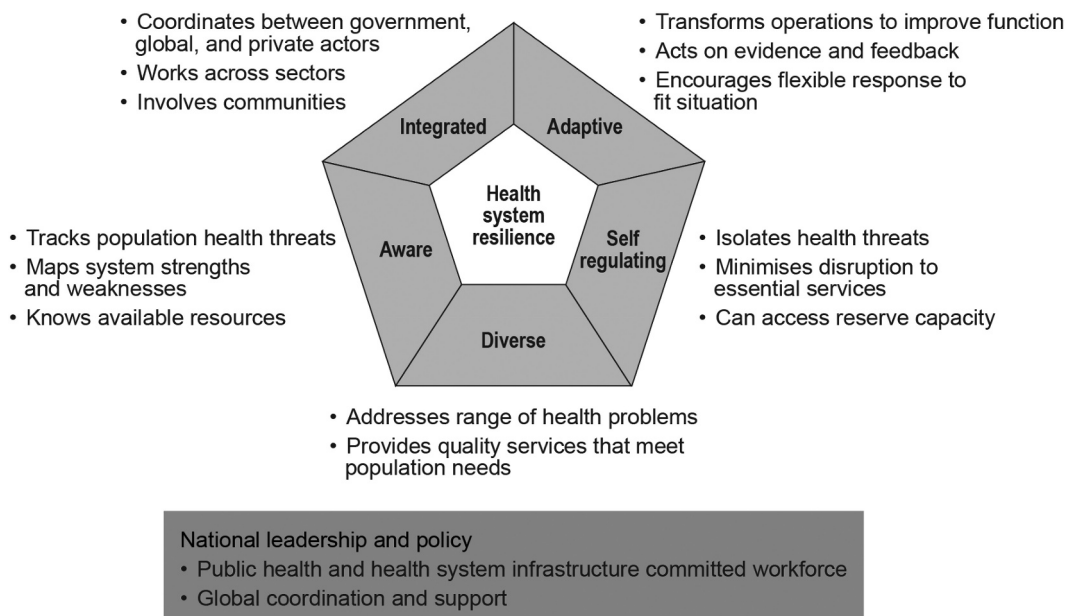 • Coordinates between government,
global, and private actors
• Works across sectors
• Involves communities
• Transforms operations to improve function
• Acts on evidence and feedback
• Encourages flexible response to
fit situation
Integrated
Adaptive
Health
system
resilience
• Tracks population health threats
• Maps system strengths
and weaknesses
• Knows available resources
Aware
Self
regulating
• Isolates health threats
• Minimises disruption to
essential services
• Can access reserve capacity
Diverse
• Addresses range of health problems
• Provides quality services that meet
population needs
National leadership and policy
• Public health and health system infrastructure committed workforce
• Global coordination and support